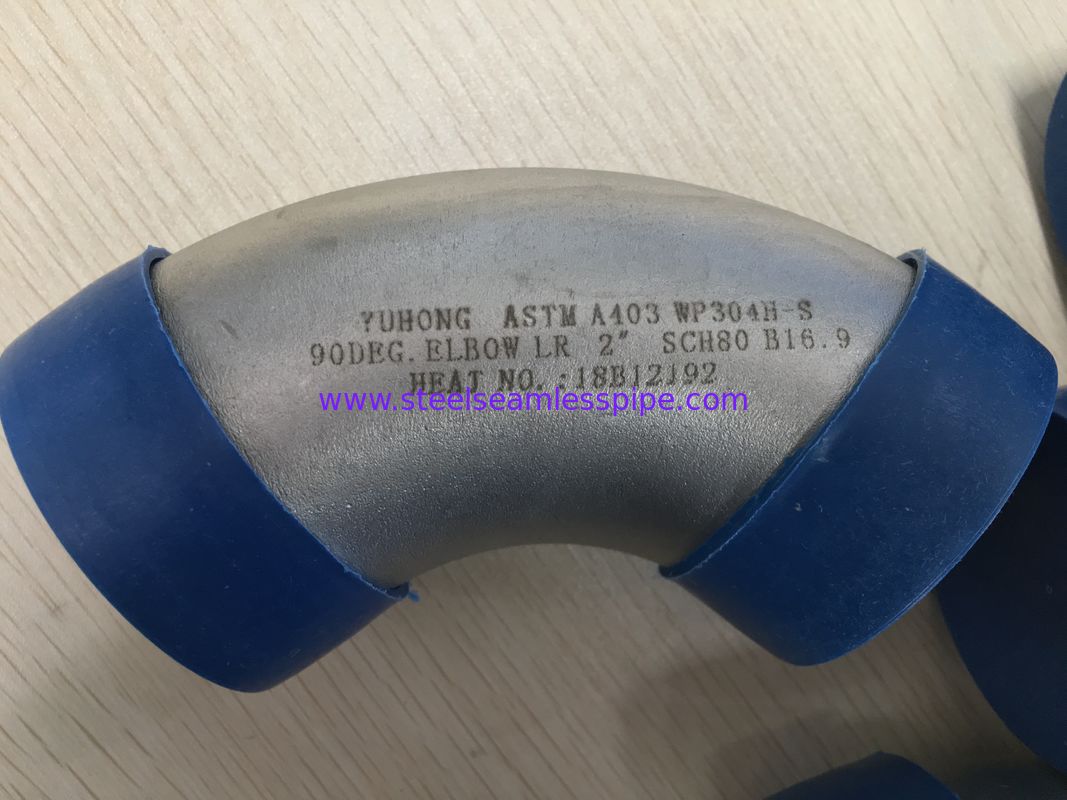 YUHONG ASTM A403 WP304H-S
90DEG. ELBOW LR 2" SCH80 B16.9
HEAT NO.:18B12192
www.steelseamlesspipe.com